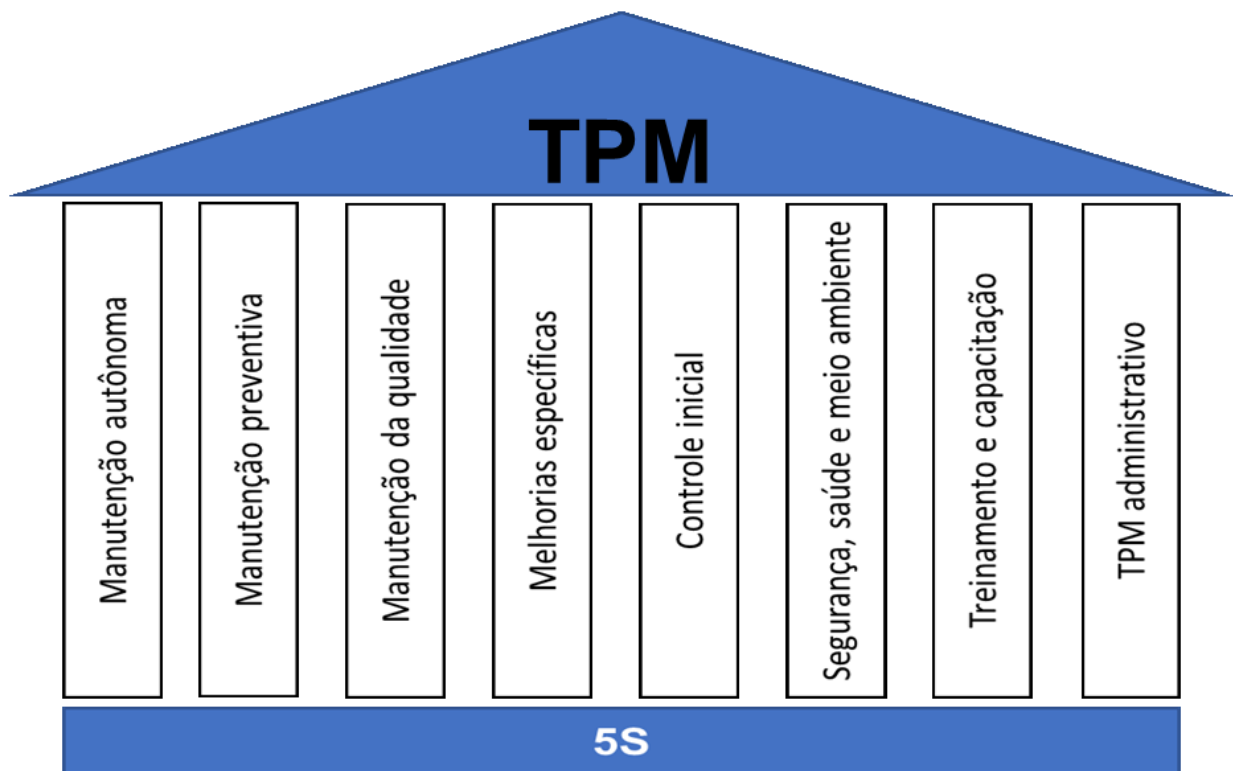 TPM
Manutenção autônoma
Manutenção preventiva
Manutenção da qualidade
Melhorias específicas
Controle inicial
Segurança, saúde e meio ambiente
Treinamento e capacitação
TPM administrativo
5S